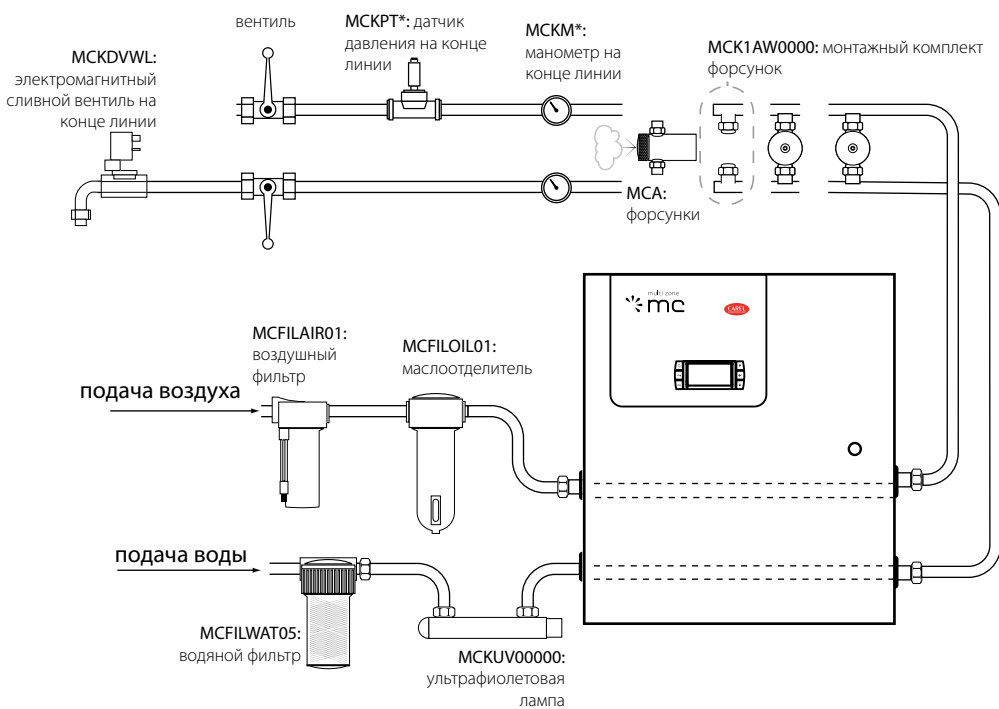 вентиль
MCKPT*: датчик
давления на конце
линии
MCKM*:
манометр на
конце линии
MCK1AW0000: монтажный комплект
форсунок
MCKDVWL:
электромагнитный
сливной вентиль на
конце линии
MCA:
форсунки
multi zone
mc
CAREL
MCFILAIR01:
воздушный
фильтр
MCFILOIL01:
маслоотделитель
подача воздуха
подача воды
MCFILWAT05:
водяной фильтр
MCKUV00000:
ультрафиолетовая
лампа